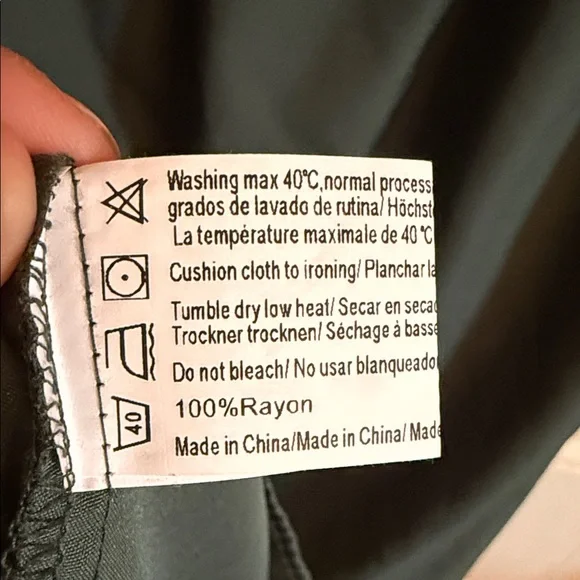 Washing max 40℃,normal process
grados de lavado de rutina/ Höchst
La température maximale de 40℃
Cushion cloth to ironing/ Planchar la
Tumble dry low heat/ Secar en seca
Trockner trocknen/ Séchage à basse
Do not bleach/ No usar blanqueado
100%Rayon
Made in China/Made in China/ Made
40